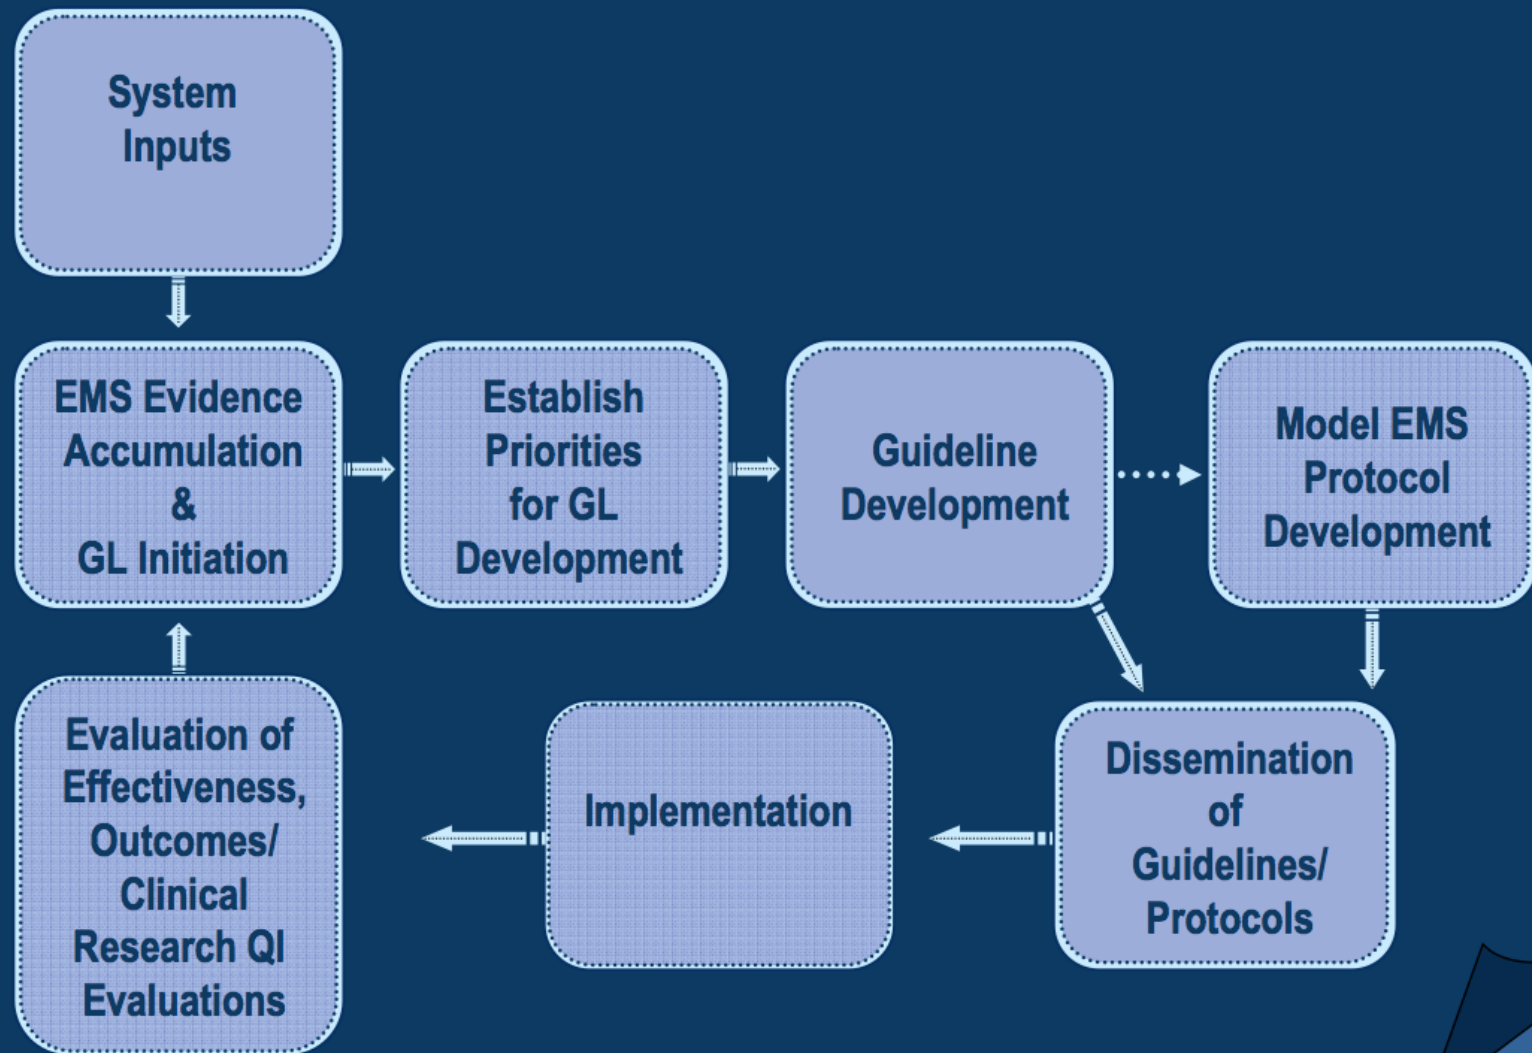 System
Inputs
EMS Evidence
Accumulation
&
GL Initiation
Establish
Priorities
for GL
Development
Guideline
Development
Model EMS
Protocol
Development
Evaluation of
Effectiveness,
Outcomes/
Clinical
Research QI
Evaluations
Implementation
Dissemination
of
Guidelines/
Protocols